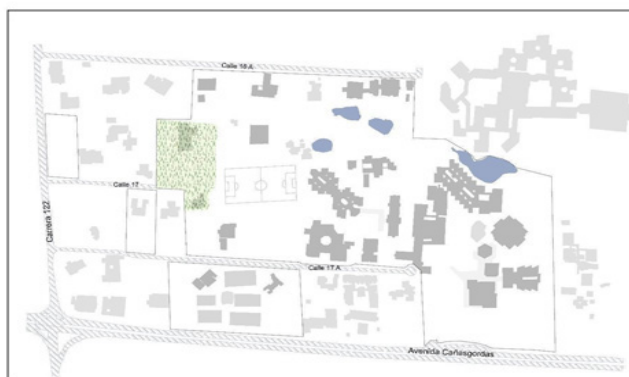 Calle 18 A
Calle 17
Carrera 122
Calle 17 A
Avenida Cañasgordas